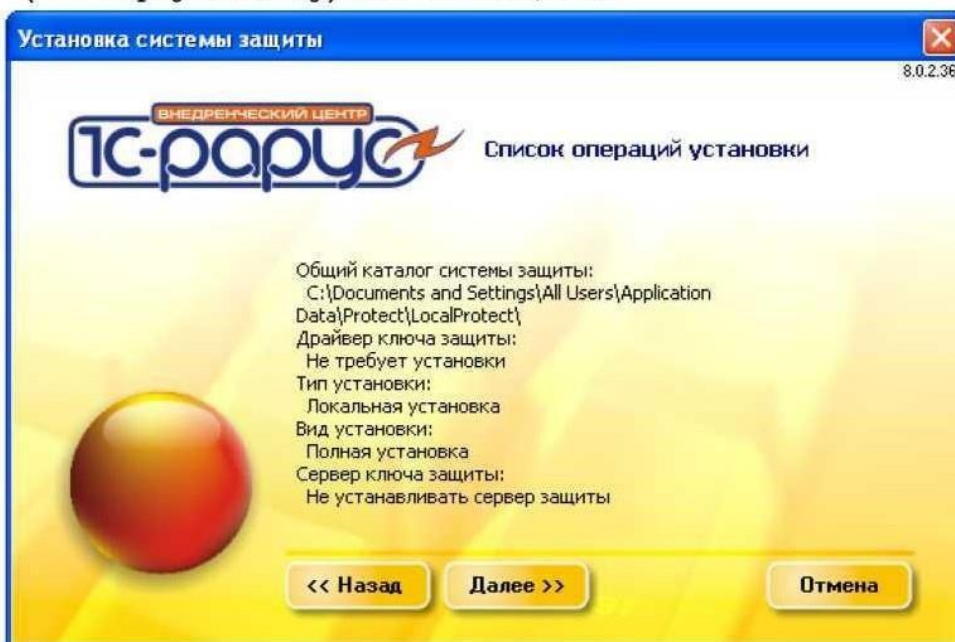 Установка системы защиты
8.0.2.36
ВНЕДРЕНЧЕСКИЙ ЦЕНТР
1С-рарус
Список операций установки
Общий каталог системы защиты:
C:\Documents and Settings\All Users\Application
Data\Protect\LocalProtect\
Драйвер ключа защиты:
Не требует установки
Тип установки:
Локальная установка
Вид установки:
Полная установка
Сервер ключа защиты:
Не устанавливать сервер защиты
<< Назад
Далее >>
Отмена